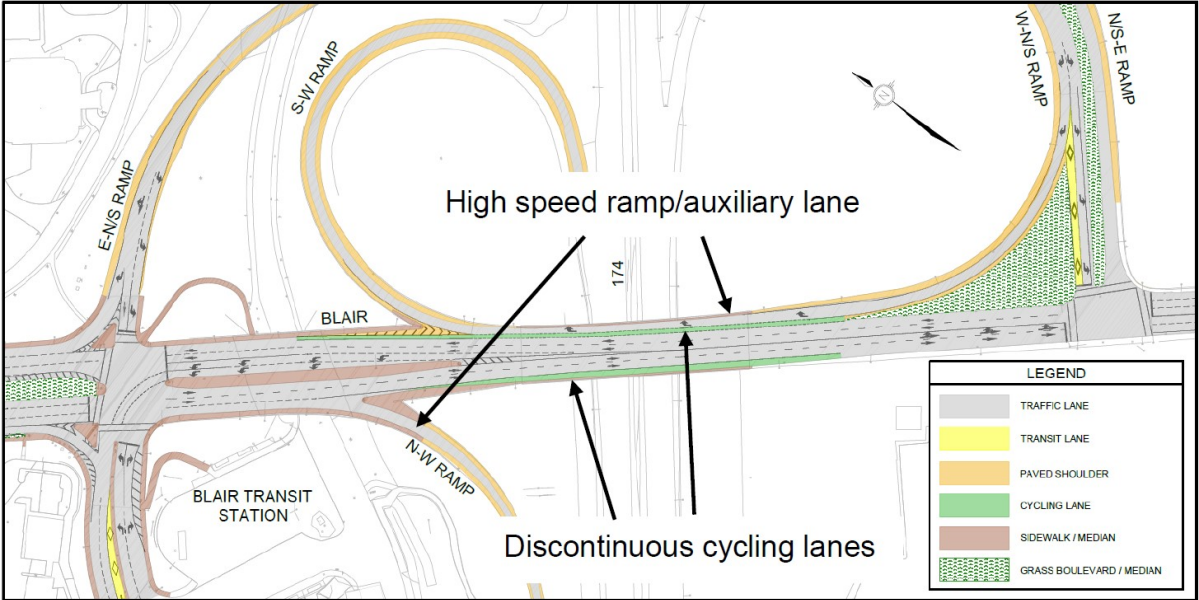 S-W RAMP
W-N/S RAMP
N/S-E RAMP
N
E-N/S RAMP
High speed ramp/auxiliary lane
174
BLAIR
N-W RAMP
BLAIR TRANSIT
STATION
Discontinuous cycling lanes
LEGEND
TRAFFIC LANE
TRANSIT LANE
PAVED SHOULDER
CYCLING LANE
SIDEWALK / MEDIAN
GRASS BOULEVARD / MEDIAN